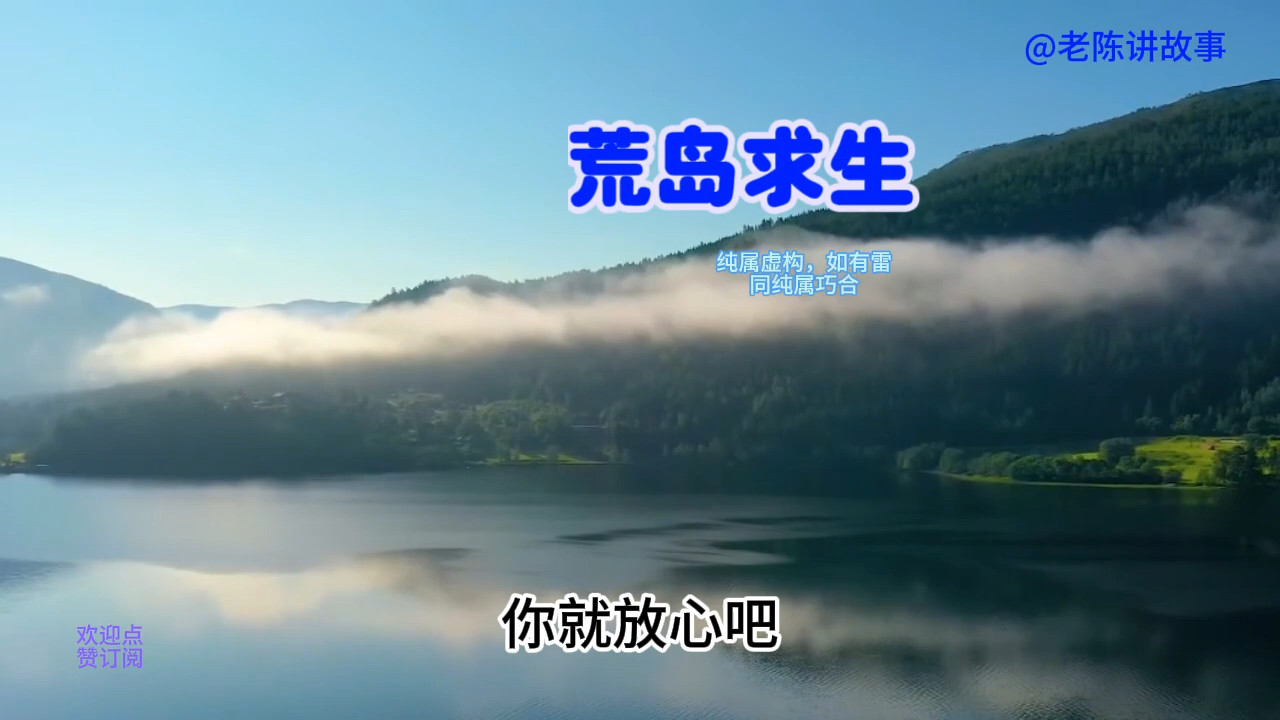 @老陈讲故事
荒岛求生
纯属虚构，如有雷
同纯属巧合
你就放心吧
欢迎点
赞订阅